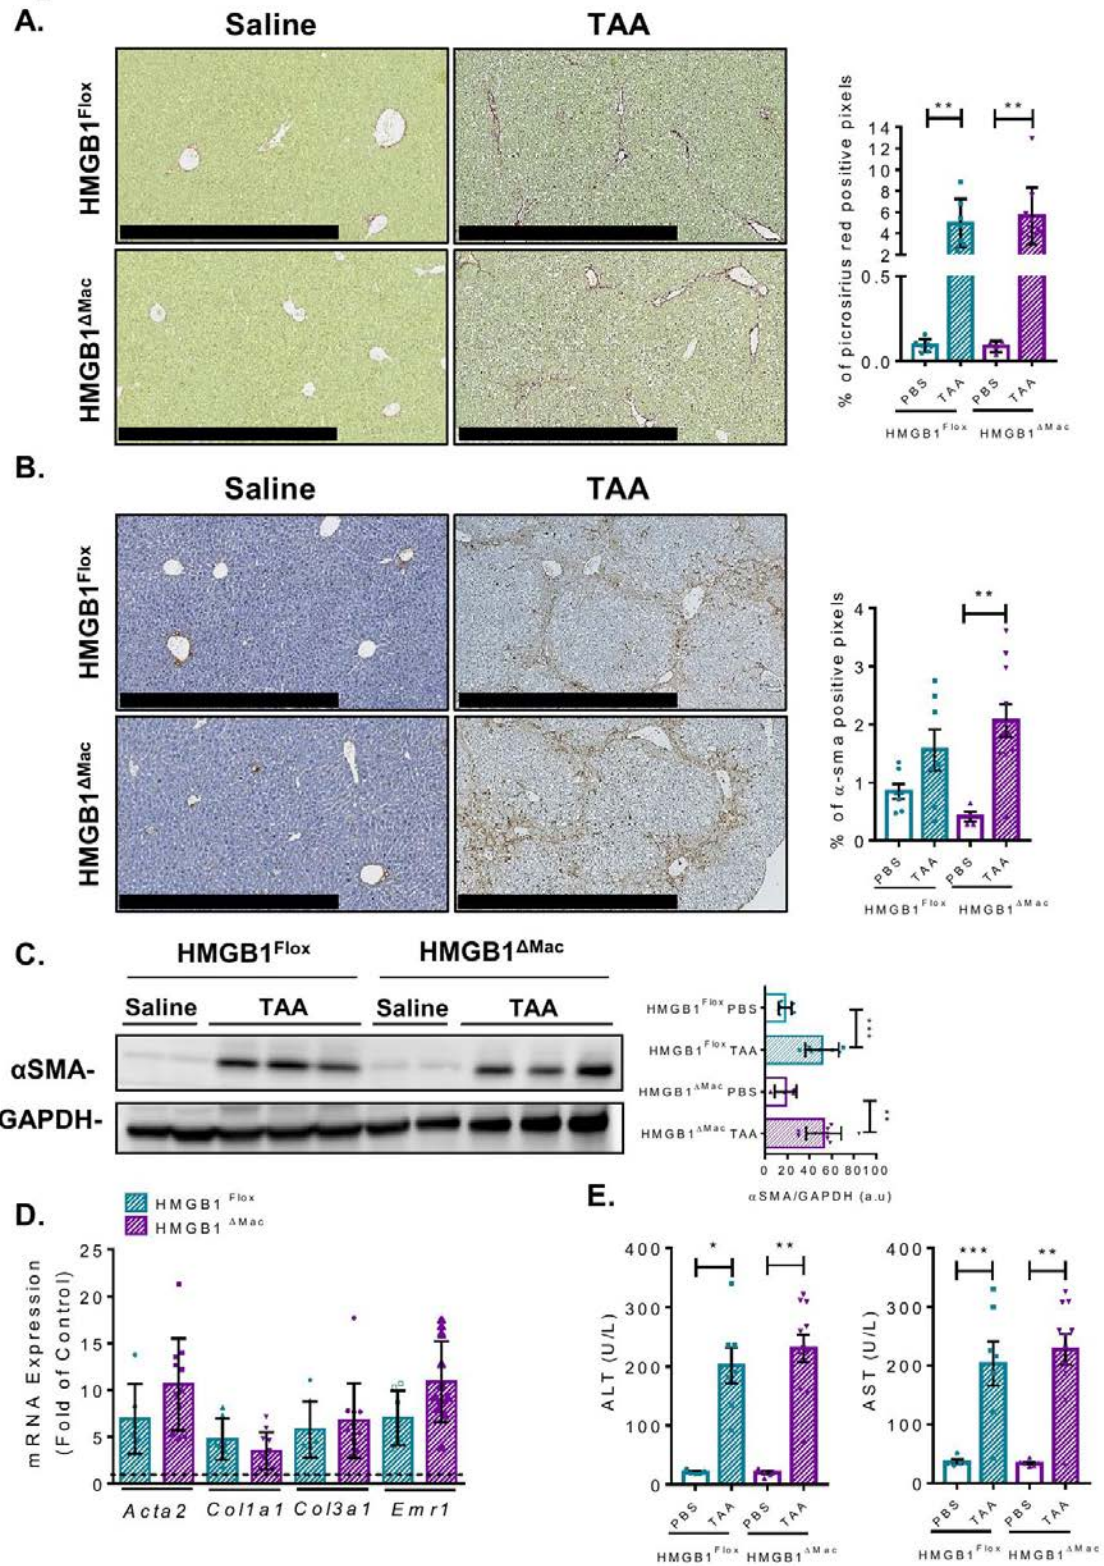 A.
Saline
TAA
HMGB1Flox
HMGB1ΔMac
% of picrosirius red positive pixels
14
12
10
8
6
4
2
0.5
0.0
**
**
PBS
TAA
PBS
TAA
HMGB1Flox
HMGB1ΔMac
B.
Saline
TAA
HMGB1Flox
HMGB1ΔMac
% of α-sma positive pixels
4
3
2
1
0
**
PBS
TAA
PBS
TAA
HMGB1Flox
HMGB1ΔMac
C.
HMGB1Flox
HMGB1ΔMac
Saline
TAA
Saline
TAA
αSMA-
GAPDH-
HMGB1Flox PBS
HMGB1Flox TAA
HMGB1ΔMac PBS
HMGB1ΔMac TAA
***
**
0 20 40 60 80 100
αSMA/GAPDH (a.u)
D.
HMGB1 Flox
HMGB1 ΔMac
mRNA Expression
(Fold of Control)
25
20
15
10
5
0
Acta2
Col1a1
Col3a1
Emr1
E.
ALT (U/L)
400
300
200
100
0
*
**
PBS
TAA
PBS
TAA
HMGB1Flox
HMGB1ΔMac
AST (U/L)
400
300
200
100
0
***
**
PBS
TAA
PBS
TAA
HMGB1Flox
HMGB1ΔMac